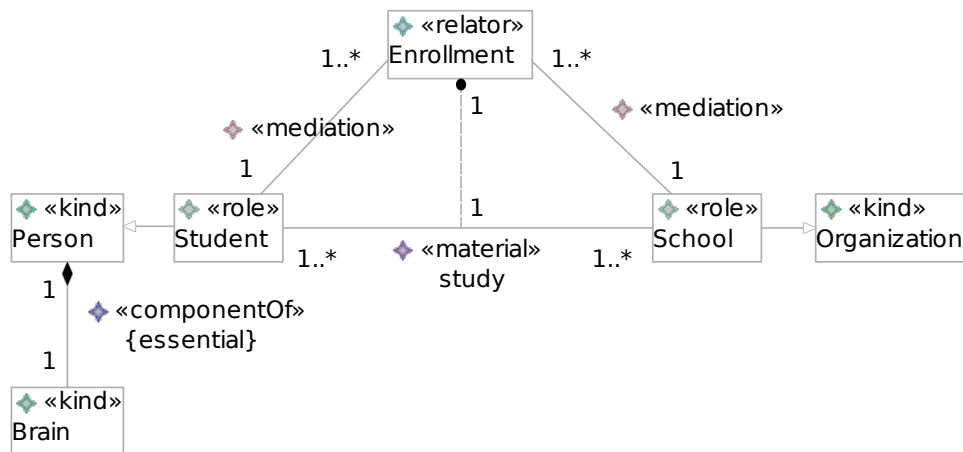 «relator»
Enrollment
1..*
1..*
1
«mediation»
«mediation»
1
1
1
«kind»
Person
«role»
Student
«role»
School
«kind»
Organization
1..*
«material»
study
1..*
1
«componentOf»
{essential}
1
«kind»
Brain